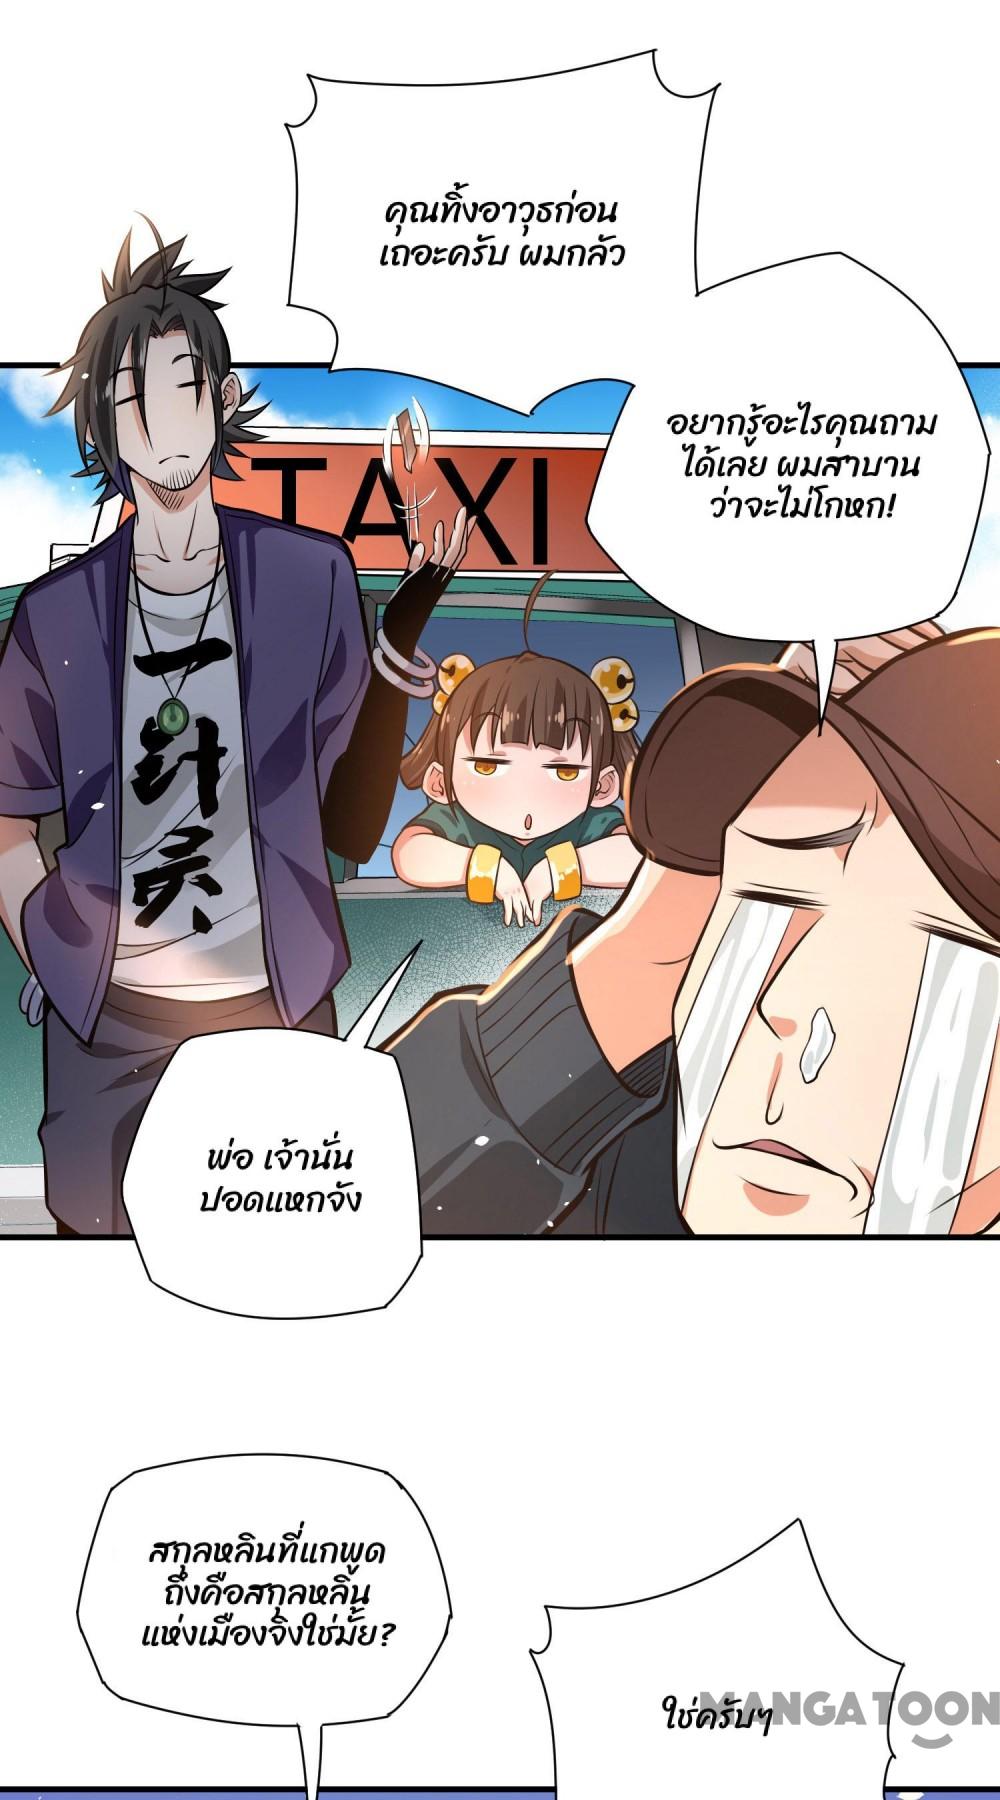 คุณทิ้งอาวุธก่อน
เถอะครับ ผมกลัว
อยากรู้อะไรคุณถาม
ได้เลย ผมสาบาน
ว่าจะไม่โกหก!
TAXI
พ่อ เจ้านั่น
ปอดแหกจัง
สกุลหลินที่แกพูด
ถึงคือสกุลหลิน
แห่งเมืองจิงใช่มั้ย?
ใช่ครับๆ
MANGATOON